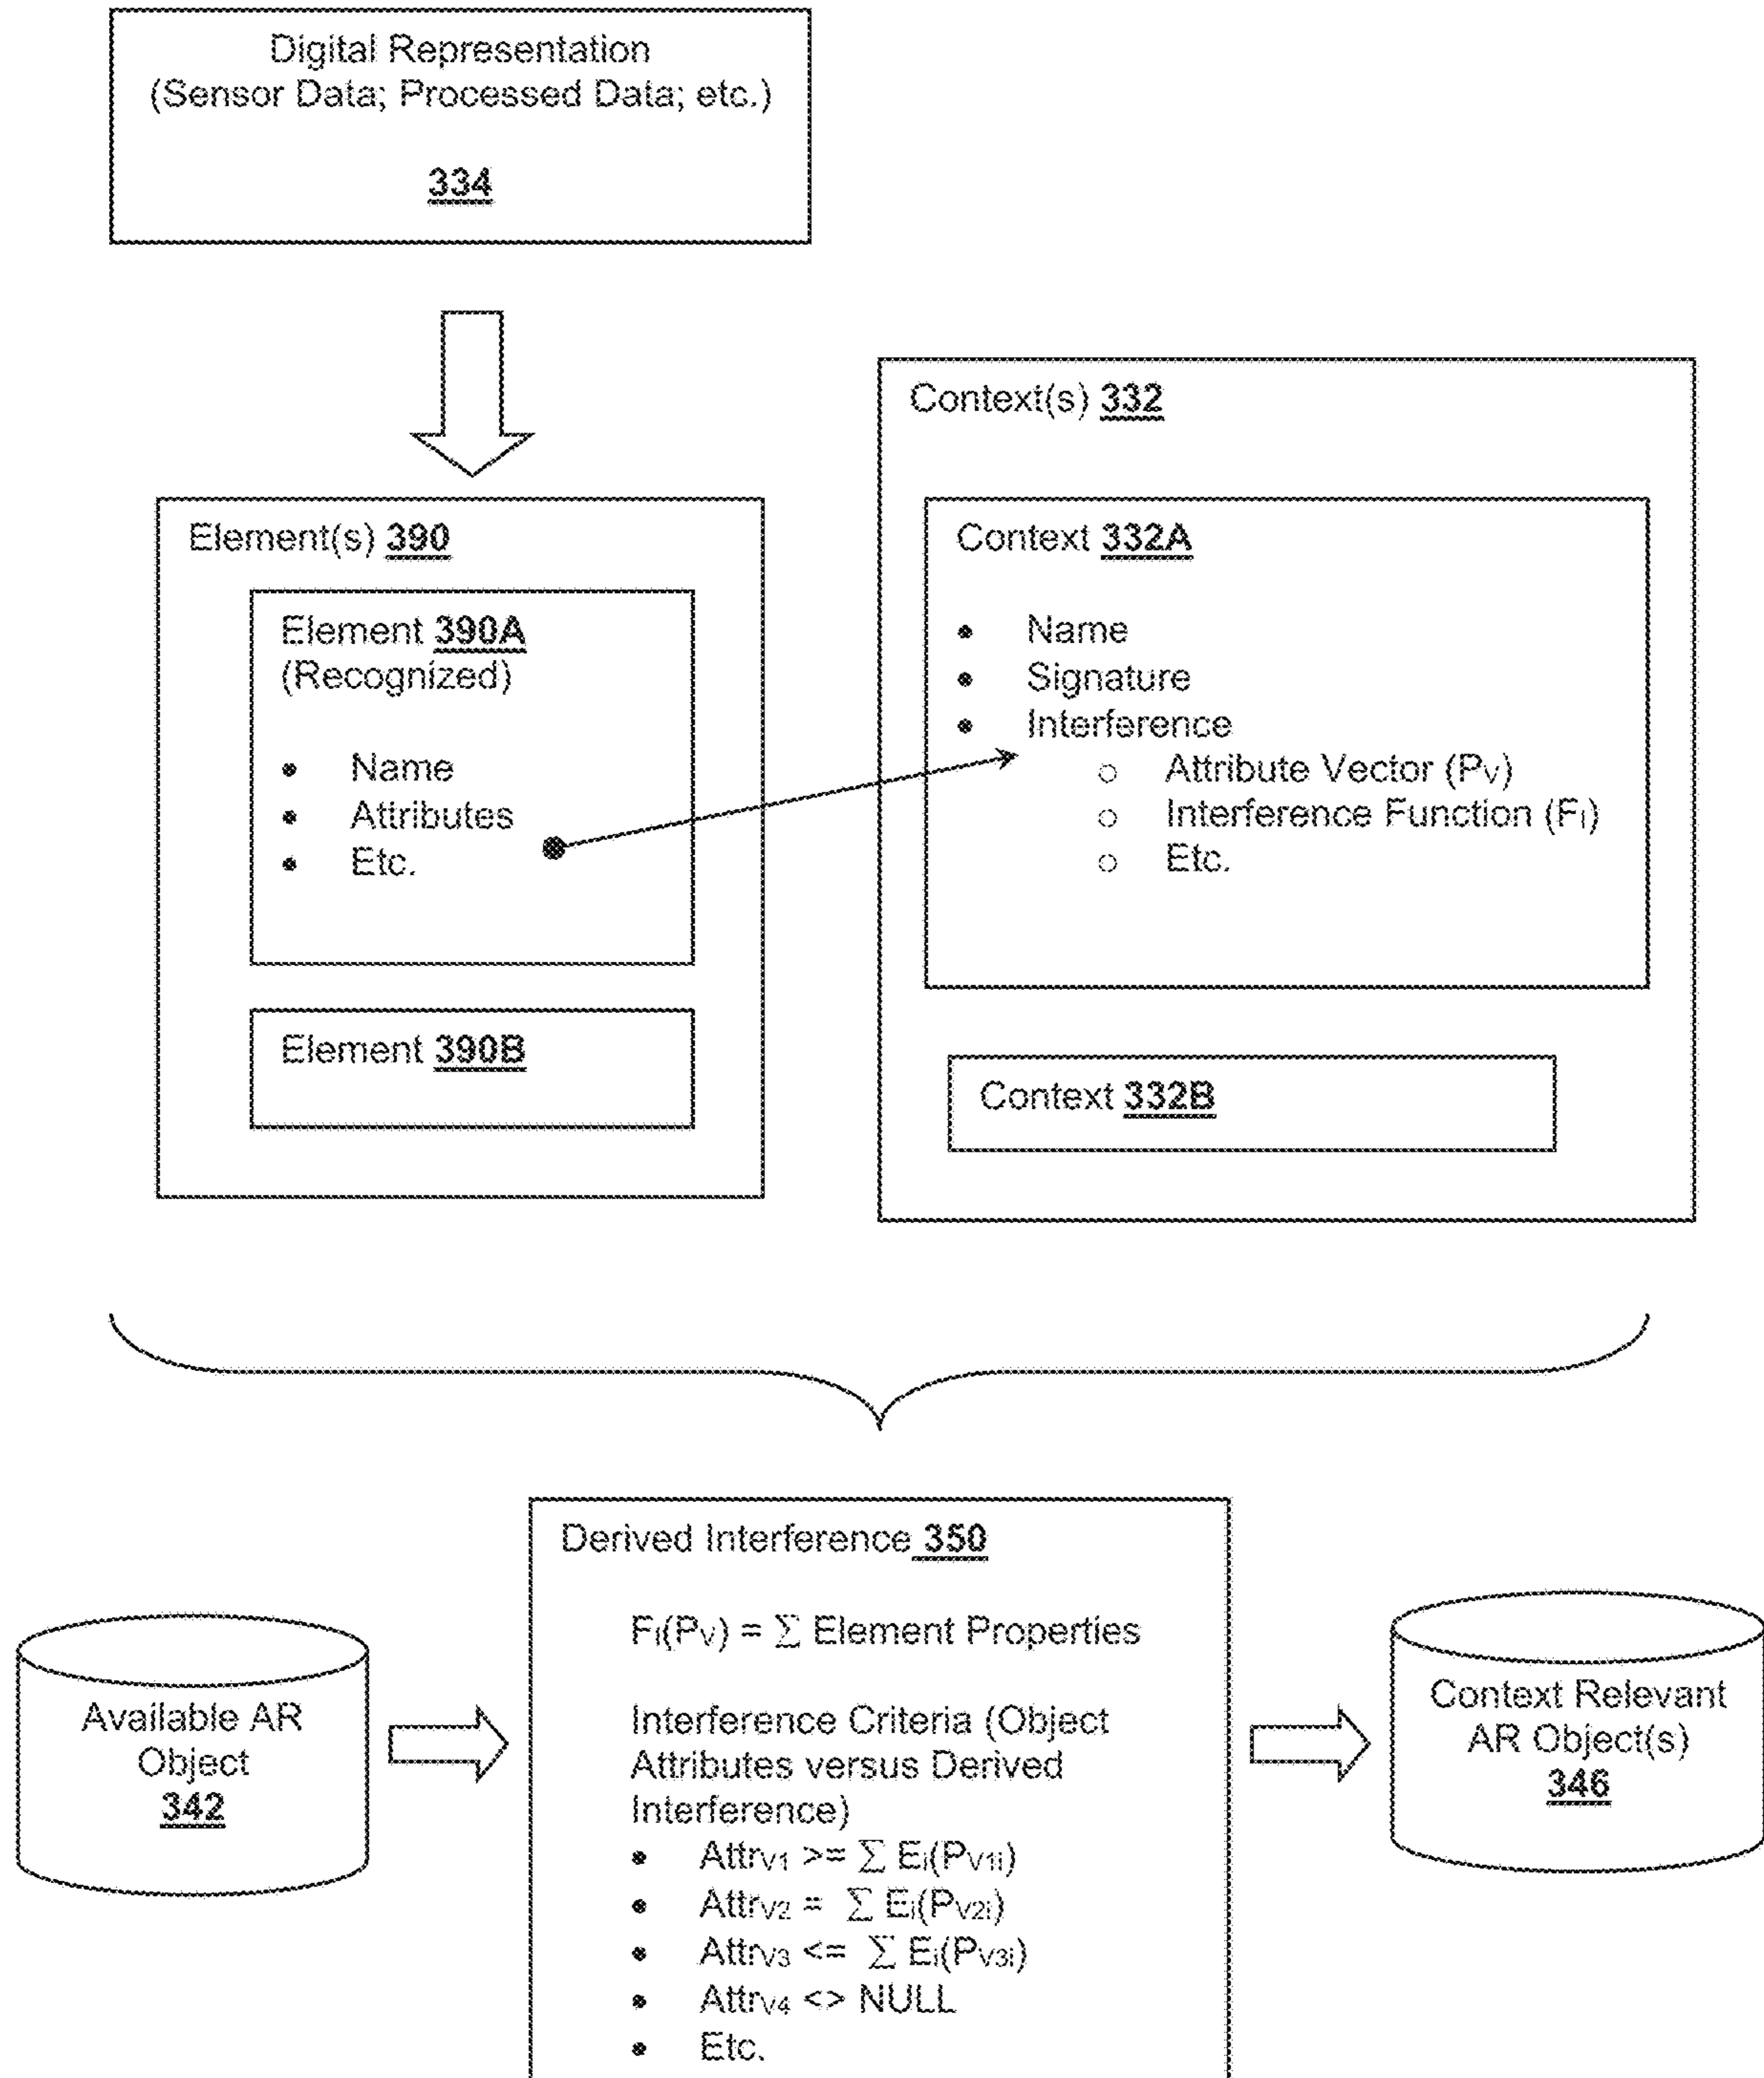 Digital Representation
(Sensor Data; Processed Data; etc.)
334
Element(s) 390
Element 390A
(Recognized)
• Name
• Attributes
• Etc.
Element 390B
Context(s) 332
Context 332A
• Name
• Signature
• Interference
○ Attribute Vector (PV)
○ Interference Function (FI)
○ Etc.
Context 332B
Available AR
Object
342
Derived Interference 350
FI(PV) = ∑ Element Properties
Interference Criteria (Object
Attributes versus Derived
Interference)
• AttrV1 >= ∑ Ei(PV1i)
• AttrV2 = ∑ Ei(PV2i)
• AttrV3 <= ∑ Ei(PV3i)
• AttrV4 <> NULL
• Etc.
Context Relevant
AR Object(s)
346